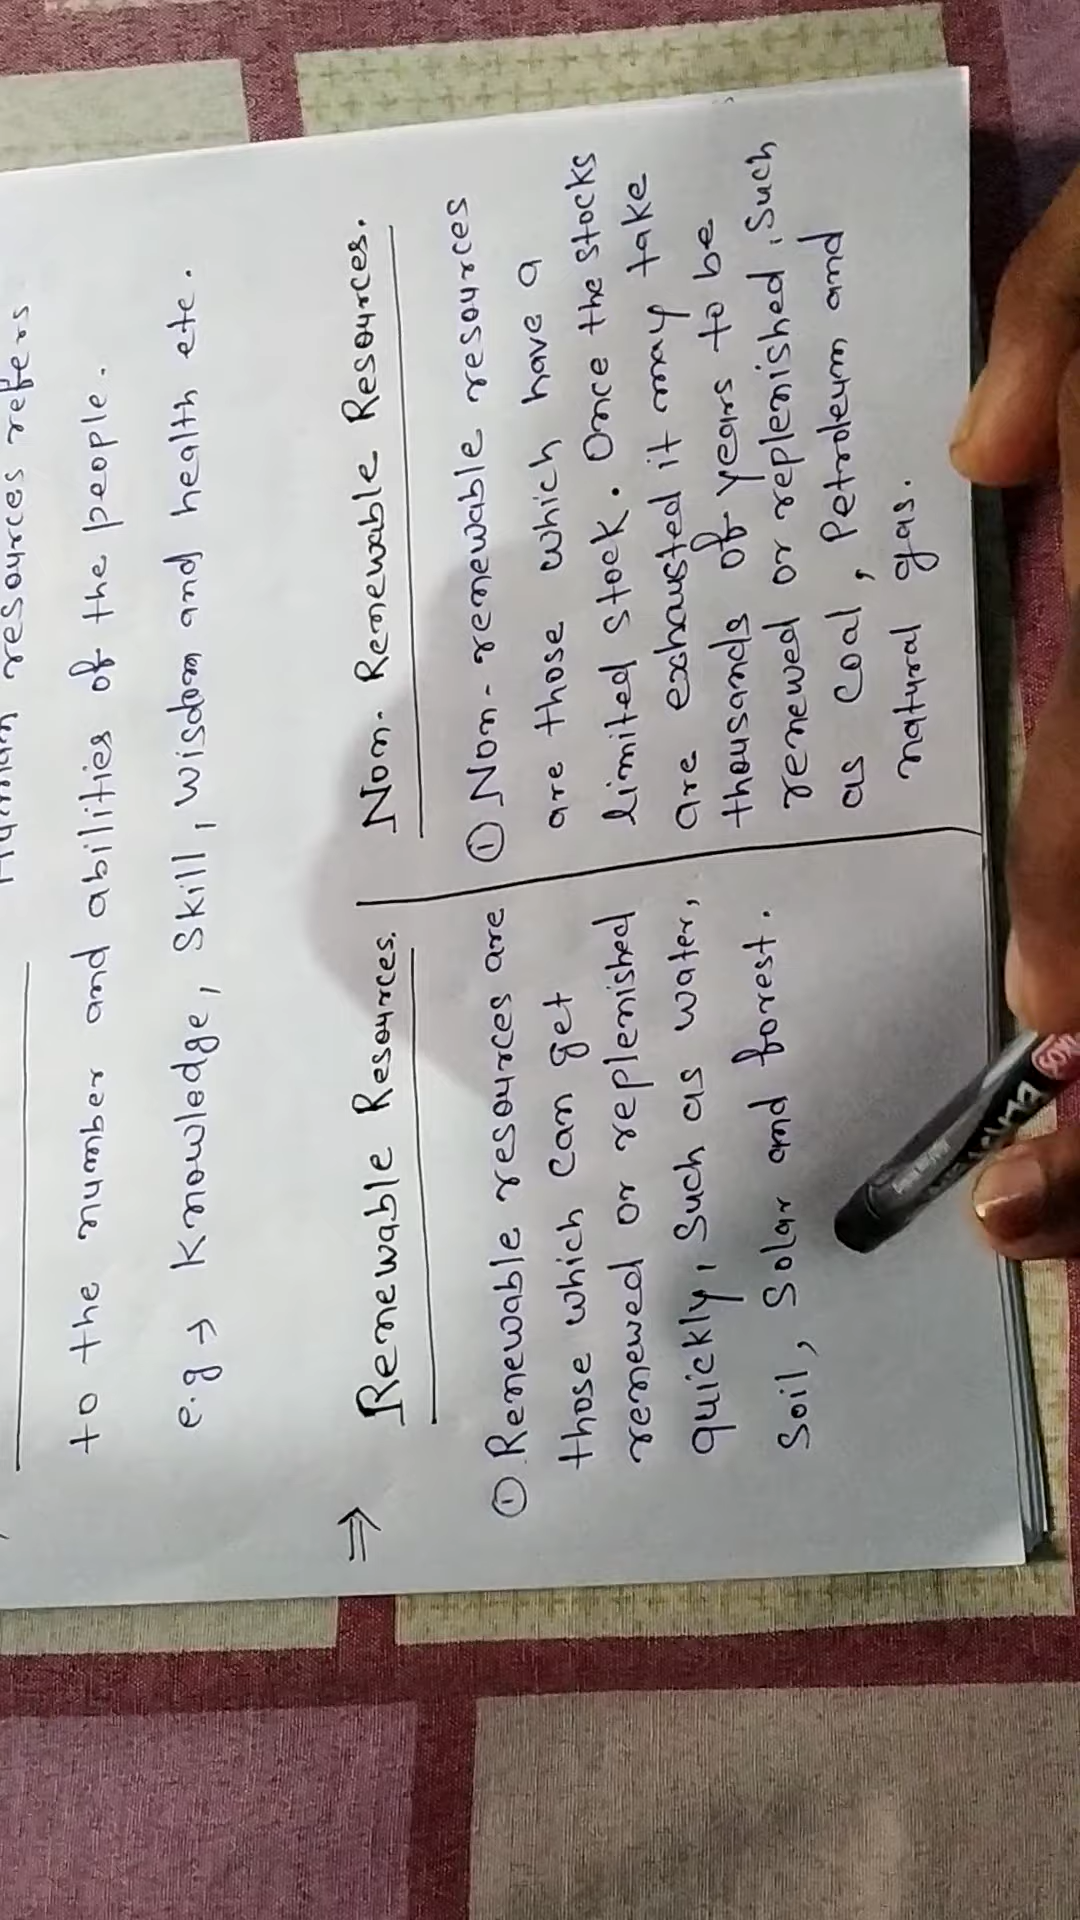 Human resources refers
to the number and abilities of the people.
e.g → Knowledge, Skill, Wisdom and health etc.
⇒ Renewable Resources.
① Renewable resources are
those which can get
renewed or replenished
quickly, Such as water,
Soil, Solar and forest.
Non-Renewable Resources.
① Non-renewable resources
are those which have a
limited stock. Once the stocks
are exhausted it may take
thousands of years to be
renewed or replenished, Such
as Coal, Petroleum and
natural gas.